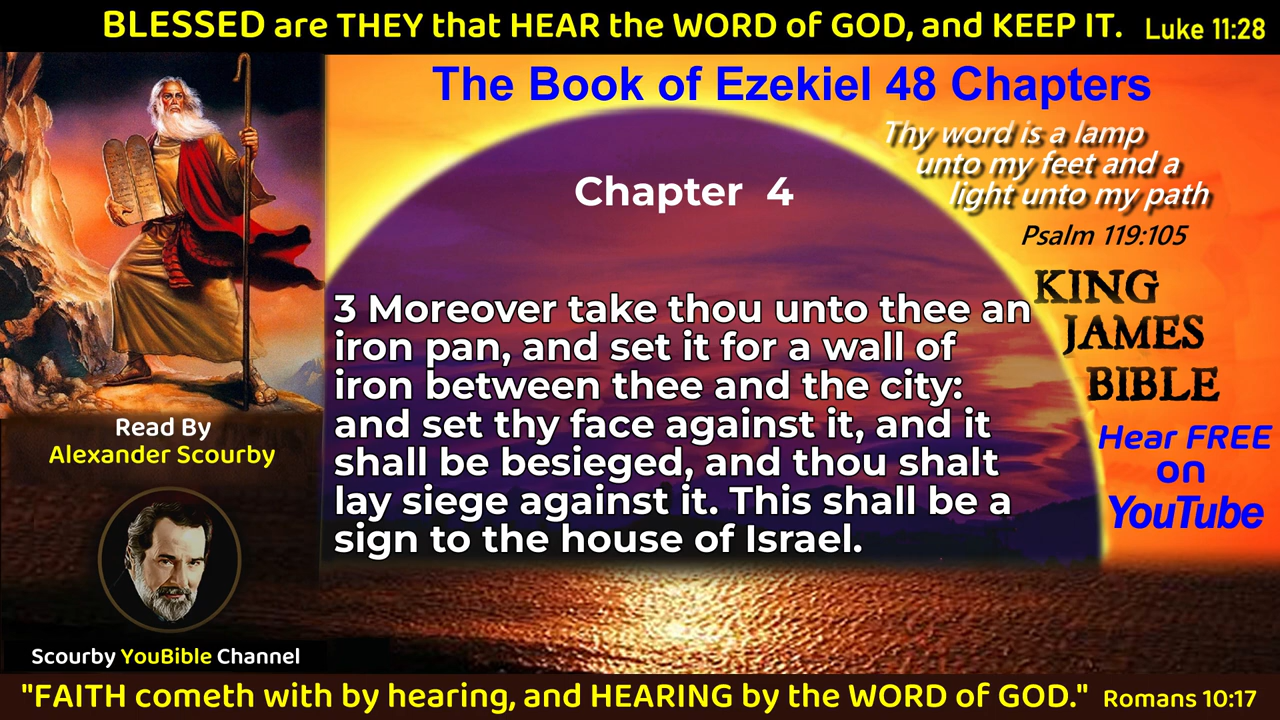 BLESSED are THEY that HEAR the WORD of GOD, and KEEP IT. Luke 11:28
The Book of Ezekiel 48 Chapters
Thy word is a lamp
unto my feet and a
light unto my path
Psalm 119:105
Chapter 4
KING
JAMES
BIBLE
3 Moreover take thou unto thee an
iron pan, and set it for a wall of
iron between thee and the city:
and set thy face against it, and it
shall be besieged, and thou shalt
lay siege against it. This shall be a
sign to the house of Israel.
Hear FREE
on
YouTube
Read By
Alexander Scourby
Scourby YouBible Channel
"FAITH cometh with by hearing, and HEARING by the WORD of GOD." Romans 10:17